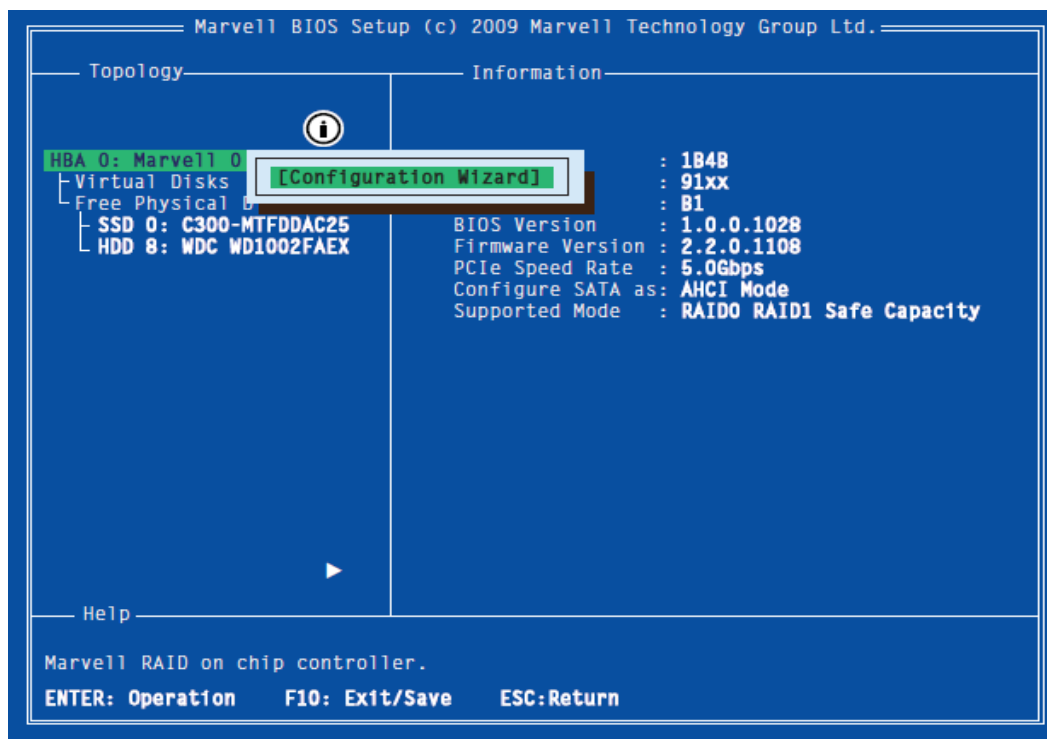 Marvell BIOS Setup (c) 2009 Marvell Technology Group Ltd.
Topology
Information
HBA 0: Marvell 0
Virtual Disks
Free Physical D
SSD 0: C300-MTFDDAC25
HDD 8: WDC WD1002FAEX
[Configuration Wizard]
: 1B4B
: 91xx
: B1
BIOS Version : 1.0.0.1028
Firmware Version : 2.2.0.1108
PCIe Speed Rate : 5.0Gbps
Configure SATA as: AHCI Mode
Supported Mode : RAID0 RAID1 Safe Capacity
Help
Marvell RAID on chip controller.
ENTER: Operation F10: Exit/Save ESC:Return